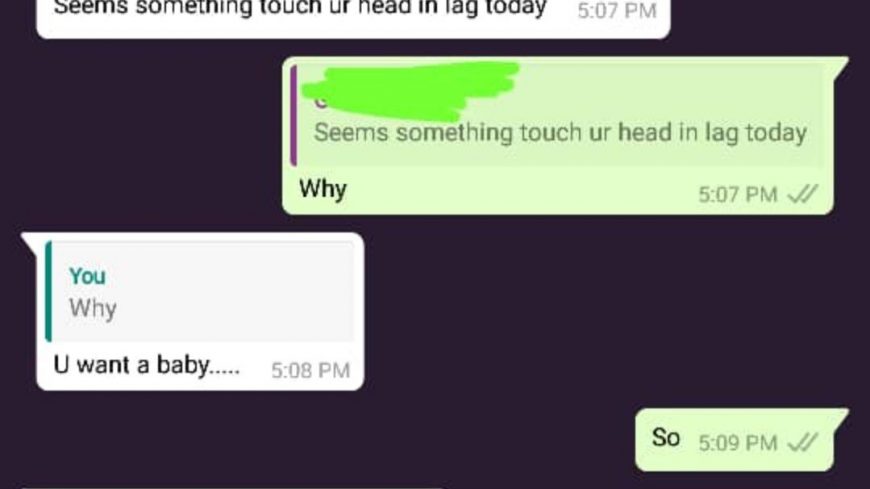 Seems something touch ur head in lag today 5:07 PM
Seems something touch ur head in lag today
Why 5:07 PM
You
Why
U want a baby..... 5:08 PM
So 5:09 PM